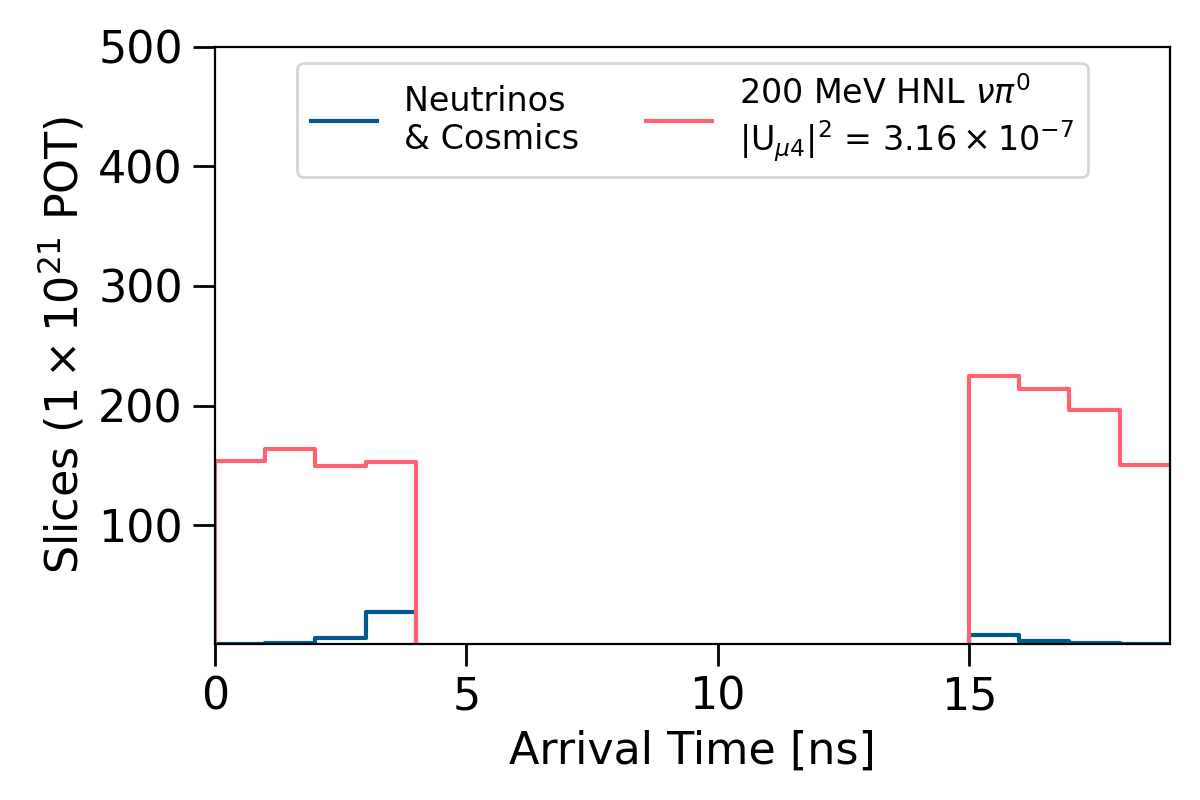 500
400
300
200
100
0
5
10
15
Slices (1 × 10²¹ POT)
Arrival Time [ns]
Neutrinos
& Cosmics
200 MeV HNL νπ⁰
|U_μ4|² = 3.16 × 10⁻⁷